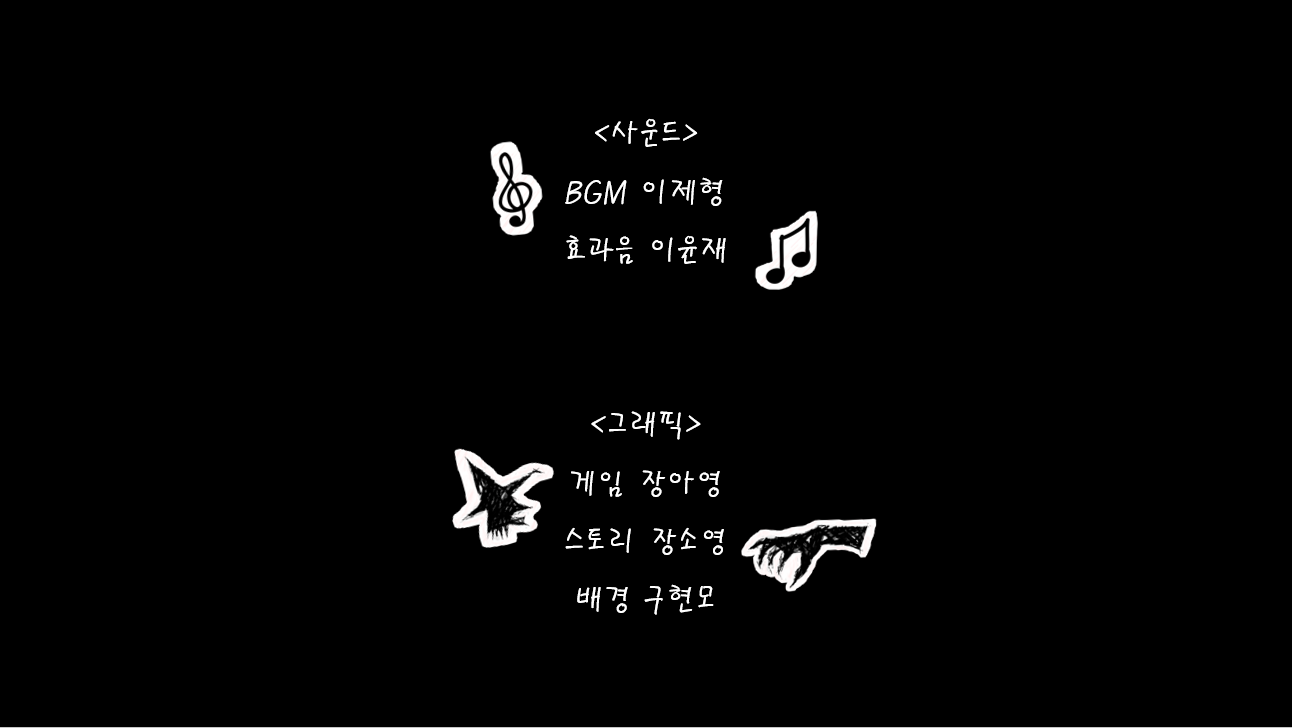 <사운드>
BGM 이제형
효과음 이윤재
<그래픽>
게임 장아영
스토리 장소영
배경 구현모